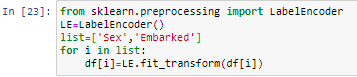 In [23]: from sklearn.preprocessing import LabelEncoder
LE=LabelEncoder()
list=['Sex','Embarked']
for i in list:
    df[i]=LE.fit_transform(df[i])